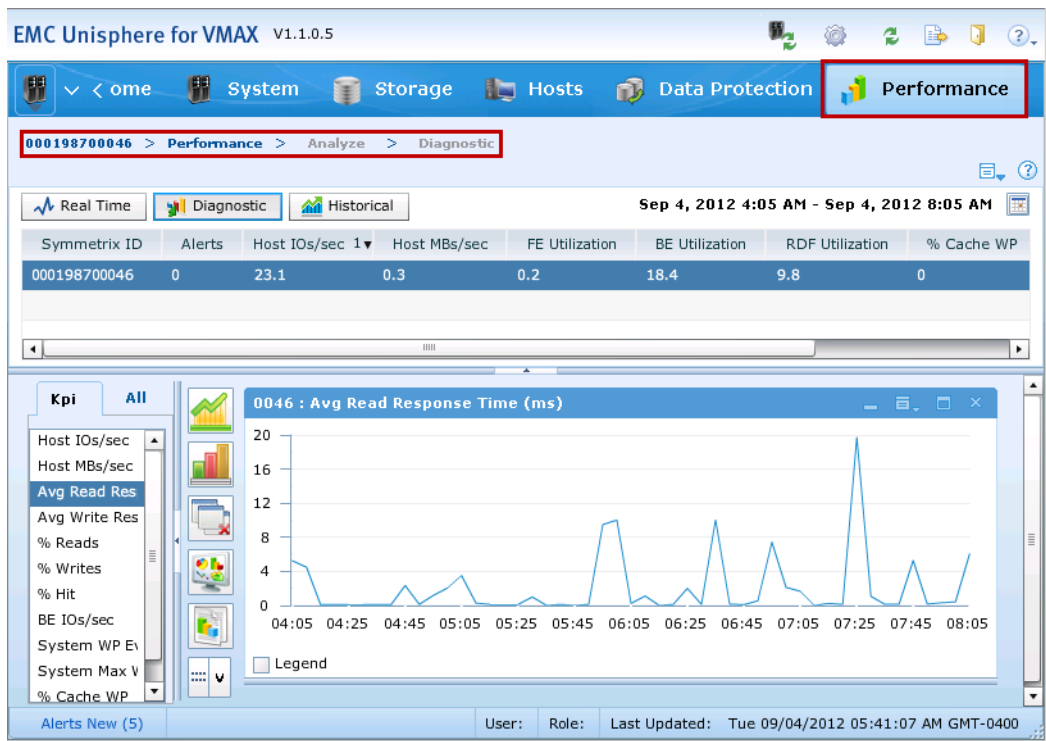 EMC Unisphere for VMAX V1.1.0.5
< ome System Storage Hosts Data Protection Performance
000198700046 > Performance > Analyze > Diagnostic
Real Time Diagnostic Historical Sep 4, 2012 4:05 AM - Sep 4, 2012 8:05 AM
Symmetrix ID Alerts Host IOs/sec 1 Host MBs/sec FE Utilization BE Utilization RDF Utilization % Cache WP
000198700046 0 23.1 0.3 0.2 18.4 9.8 0
Kpi All
Host IOs/sec
Host MBs/sec
Avg Read Res
Avg Write Res
% Reads
% Writes
% Hit
BE IOs/sec
System WP Ev
System Max W
% Cache WP
0046 : Avg Read Response Time (ms)
20
16
12
8
4
0
04:05 04:25 04:45 05:05 05:25 05:45 06:05 06:25 06:45 07:05 07:25 07:45 08:05
Legend
Alerts New (5) User: Role: Last Updated: Tue 09/04/2012 05:41:07 AM GMT-0400